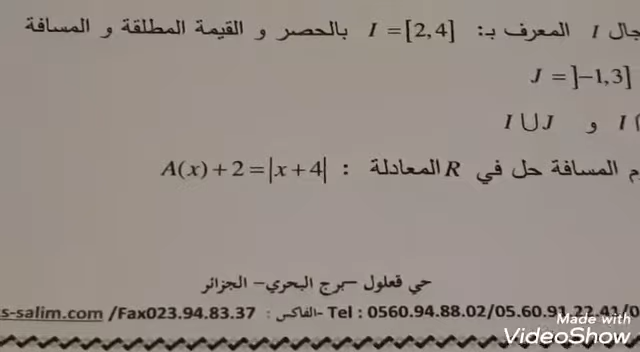 جال I المعرف بـ: I = [2,4] بالحصر و القيمة المطلقة و المسافة
J = ]−1,3]
I و I ⋃ J
م المسافة حل في R المعادلة : A(x) + 2 = |x + 4|
حي قعلول – برج البحري – الجزائر
s-salim.com /Fax023.94.83.37 الفاكس : - Tel : 0560.94.88.02/05.60.91.22.41/0
Made with
VideoShow